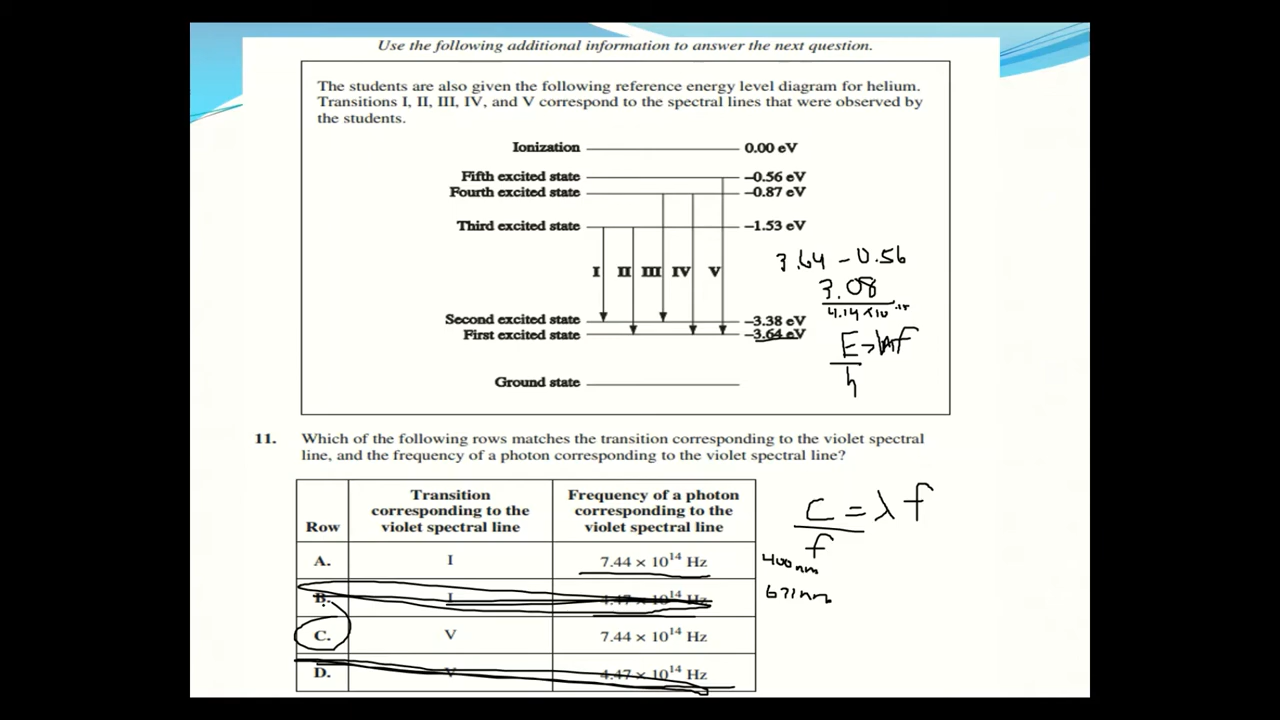 Use the following additional information to answer the next question.
The students are also given the following reference energy level diagram for helium.
Transitions I, II, III, IV, and V correspond to the spectral lines that were observed by
the students.
Ionization 0.00 eV
Fifth excited state –0.56 eV
Fourth excited state –0.87 eV
Third excited state –1.53 eV
I II III IV V
Second excited state –3.38 eV
First excited state –3.64 eV
Ground state
3.64 - 0.56
3.08
4.14 x 10
E
h
11. Which of the following rows matches the transition corresponding to the violet spectral
line, and the frequency of a photon corresponding to the violet spectral line?
Row
Transition
corresponding to the
violet spectral line
Frequency of a photon
corresponding to the
violet spectral line
A. I 7.44 × 10¹⁴ Hz
B. I 4.47 × 10¹⁴ Hz
C. V 7.44 × 10¹⁴ Hz
D. V 4.47 × 10¹⁴ Hz
C = λ f
f
400 nm
671 nm